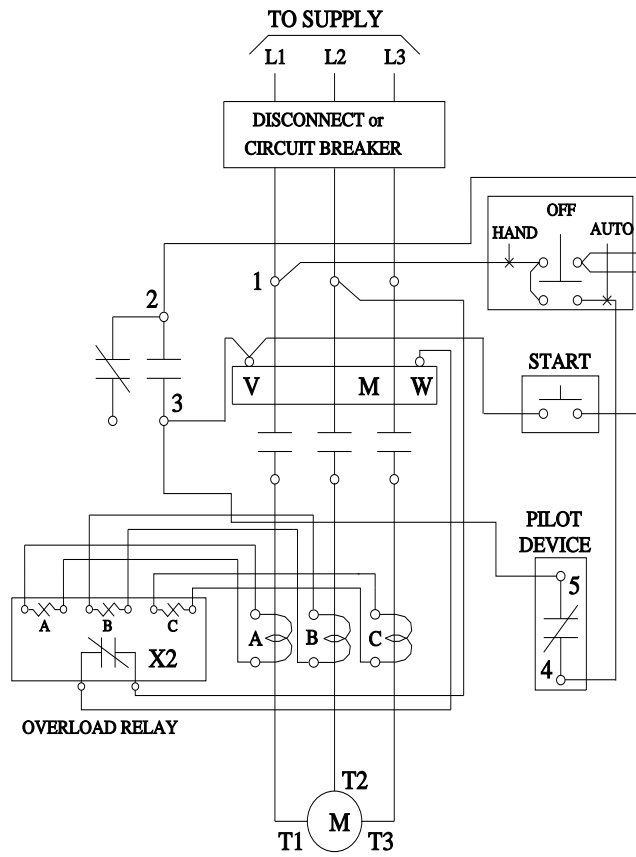 TO SUPPLY
L1 L2 L3
DISCONNECT or
CIRCUIT BREAKER
OFF
HAND AUTO
1
2
START
V M W
3
PILOT
DEVICE
5
A B C
A B C
X2
4
OVERLOAD RELAY
T2
M
T1 T3